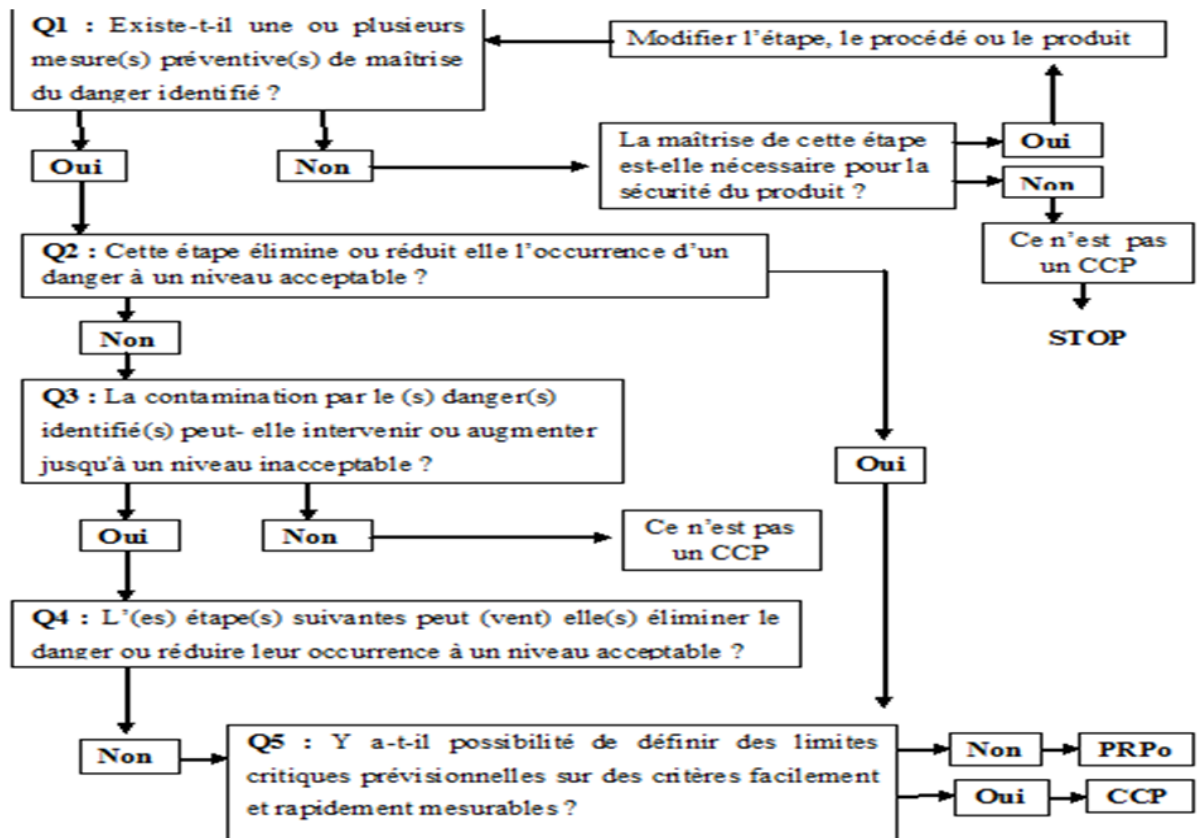 Q1 : Existe-t-il une ou plusieurs
mesure(s) préventive(s) de maîtrise
du danger identifié ?
Modifier l'étape, le procédé ou le produit
Oui
Non
La maîtrise de cette étape
est-elle nécessaire pour la
sécurité du produit ?
Oui
Non
Ce n'est pas
un CCP
STOP
Q2 : Cette étape élimine ou réduit elle l'occurrence d'un
danger à un niveau acceptable ?
Non
Oui
Q3 : La contamination par le (s) danger(s)
identifié(s) peut- elle intervenir ou augmenter
jusqu'à un niveau inacceptable ?
Oui
Non
Ce n'est pas
un CCP
Q4 : L'(es) étape(s) suivantes peut (vent) elle(s) éliminer le
danger ou réduire leur occurrence à un niveau acceptable ?
Non
Q5 : Y a-t-il possibilité de définir des limites
critiques prévisionnelles sur des critères facilement
et rapidement mesurables ?
Non
PRPo
Oui
CCP